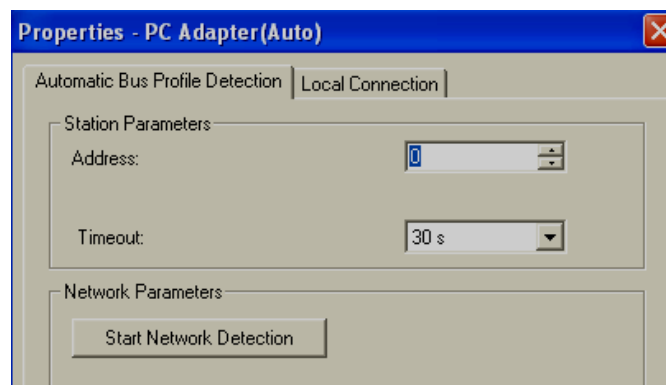 Properties - PC Adapter(Auto)
Automatic Bus Profile Detection Local Connection
Station Parameters
Address: 0
Timeout: 30 s
Network Parameters
Start Network Detection